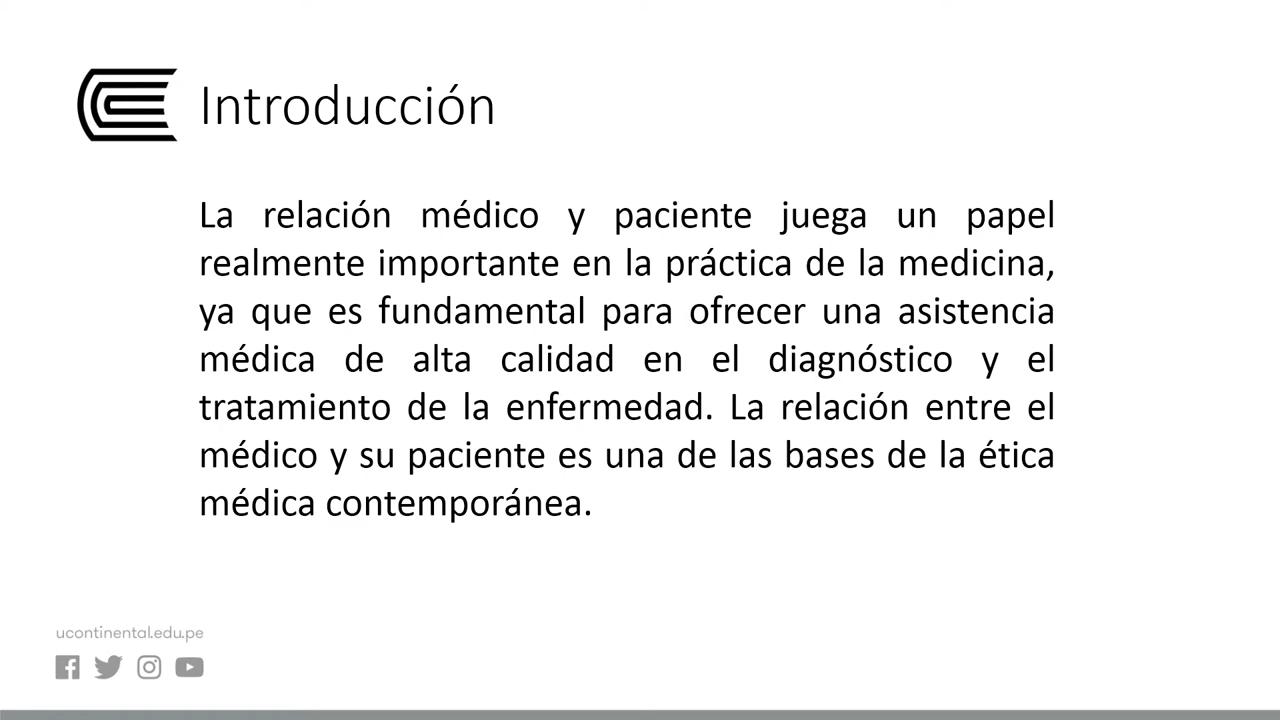 Introducción
La relación médico y paciente juega un papel
realmente importante en la práctica de la medicina,
ya que es fundamental para ofrecer una asistencia
médica de alta calidad en el diagnóstico y el
tratamiento de la enfermedad. La relación entre el
médico y su paciente es una de las bases de la ética
médica contemporánea.
ucontinental.edu.pe